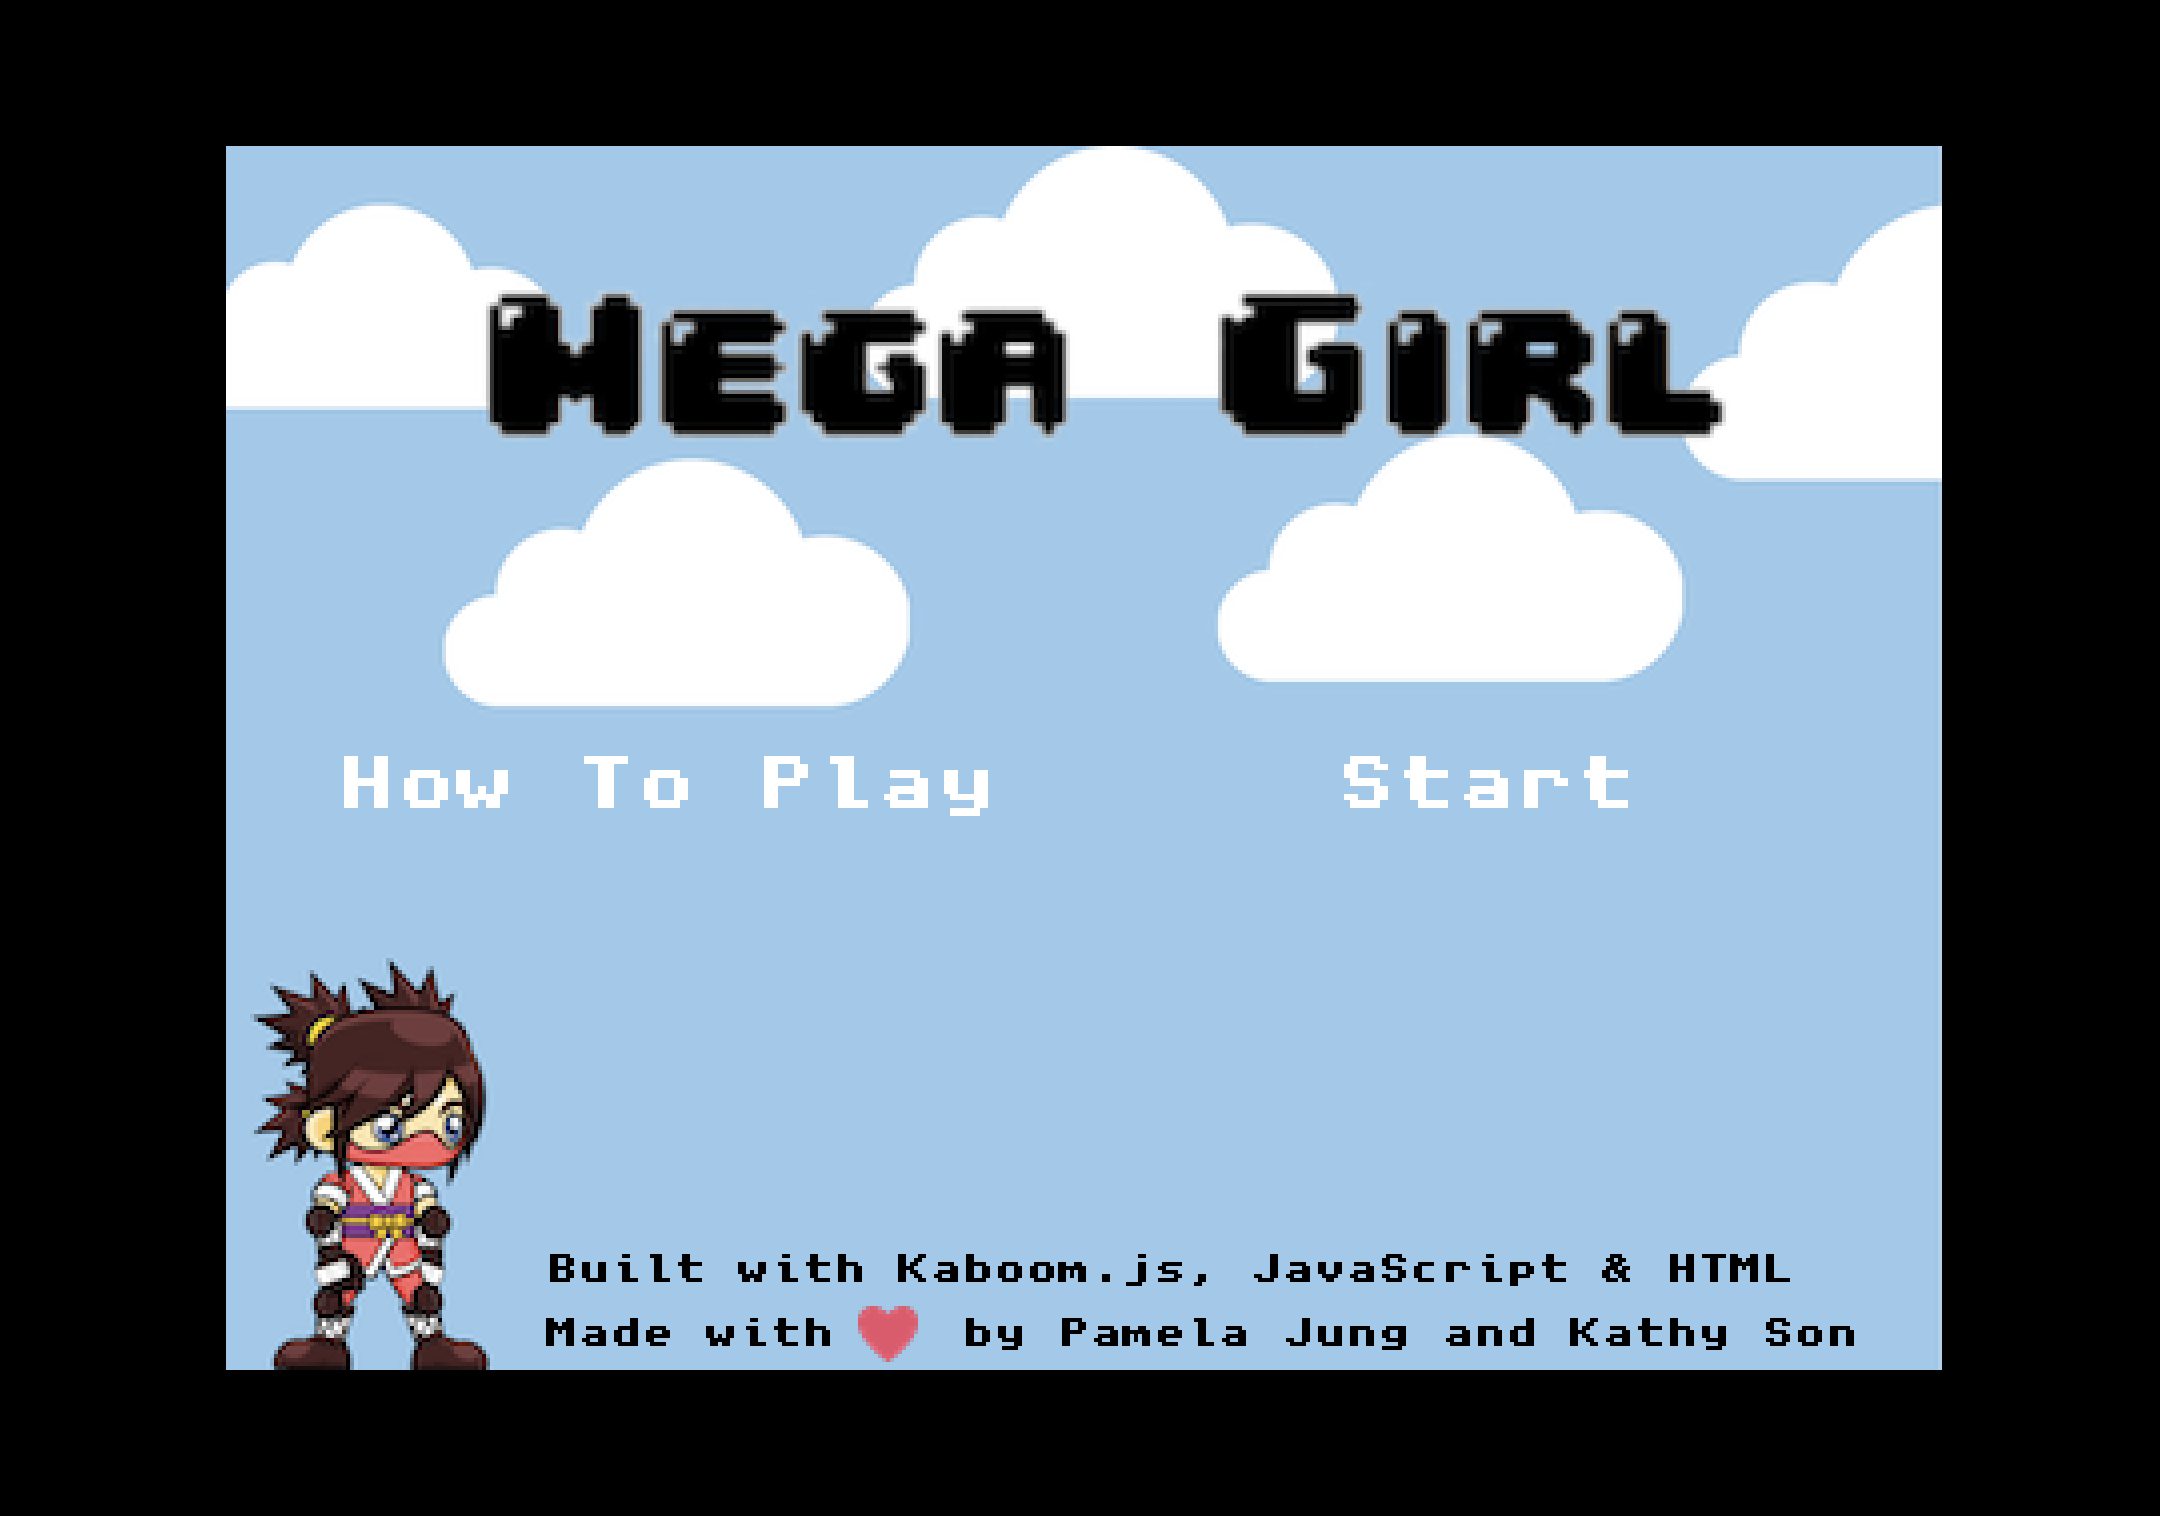 MEGA GIRL
How To Play
Start
Built with Kaboom.js, JavaScript & HTML
Made with ❤ by Pamela Jung and Kathy Son